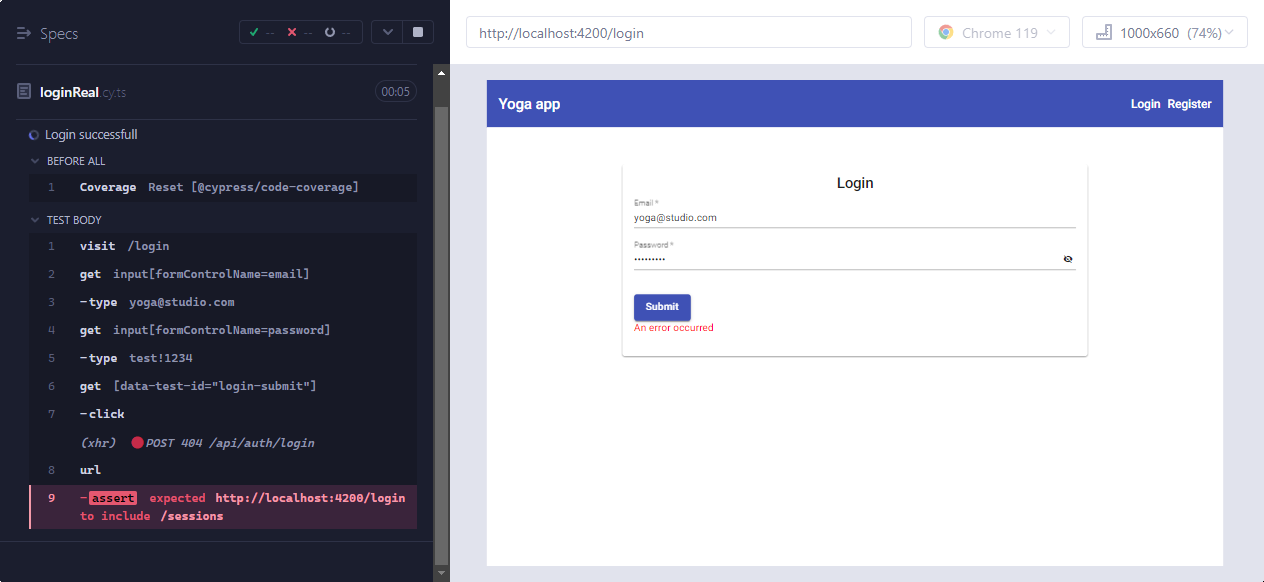 Specs
-- -- --
loginReal.cy.ts
00:05
Login successfull
BEFORE ALL
1 Coverage Reset [@cypress/code-coverage]
TEST BODY
1 visit /login
2 get input[formControlName=email]
3 -type yoga@studio.com
4 get input[formControlName=password]
5 -type test!1234
6 get [data-test-id="login-submit"]
7 -click
(xhr) POST 404 /api/auth/login
8 url
9 -assert expected http://localhost:4200/login
to include /sessions
http://localhost:4200/login
Chrome 119
1000x660 (74%)
Yoga app
Login Register
Login
Email *
yoga@studio.com
Password *
•••••••••
Submit
An error occurred